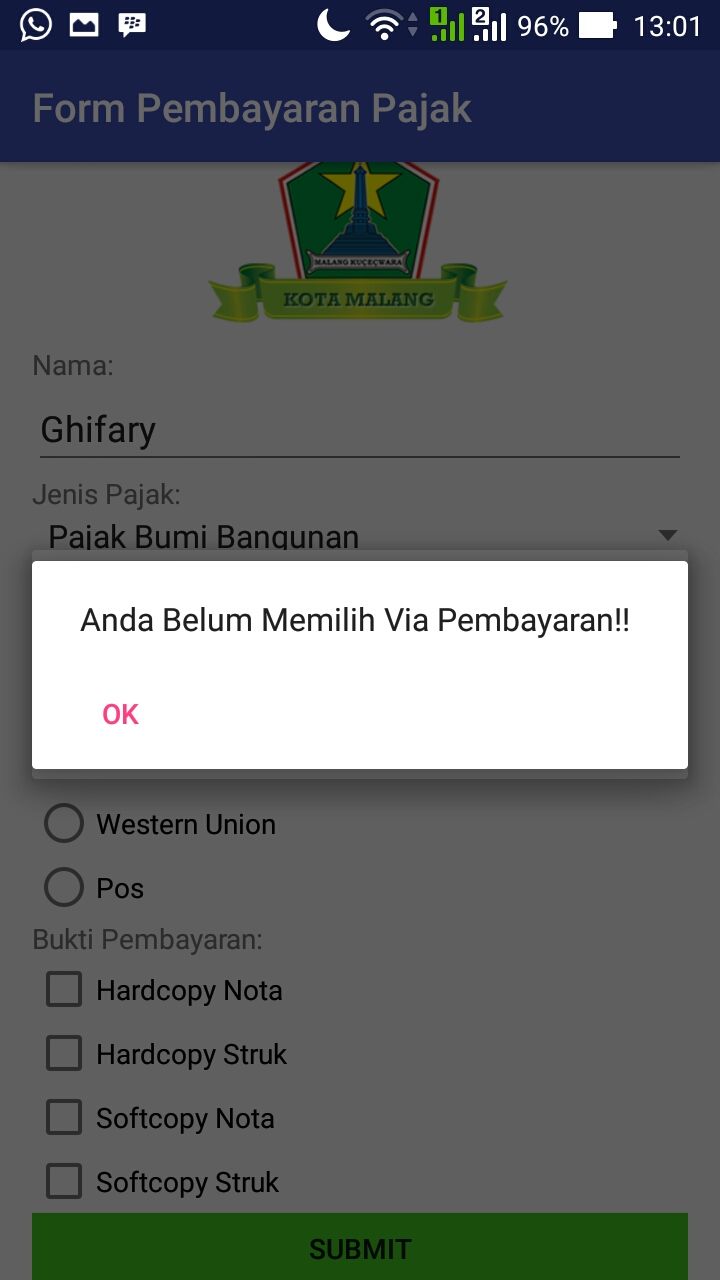 1 2 96% 13:01
Form Pembayaran Pajak
MALANG KUÇEÇWARA
KOTA MALANG
Nama:
Ghifary
Jenis Pajak:
Pajak Bumi Bangunan
Anda Belum Memilih Via Pembayaran!!
OK
Western Union
Pos
Bukti Pembayaran:
Hardcopy Nota
Hardcopy Struk
Softcopy Nota
Softcopy Struk
SUBMIT